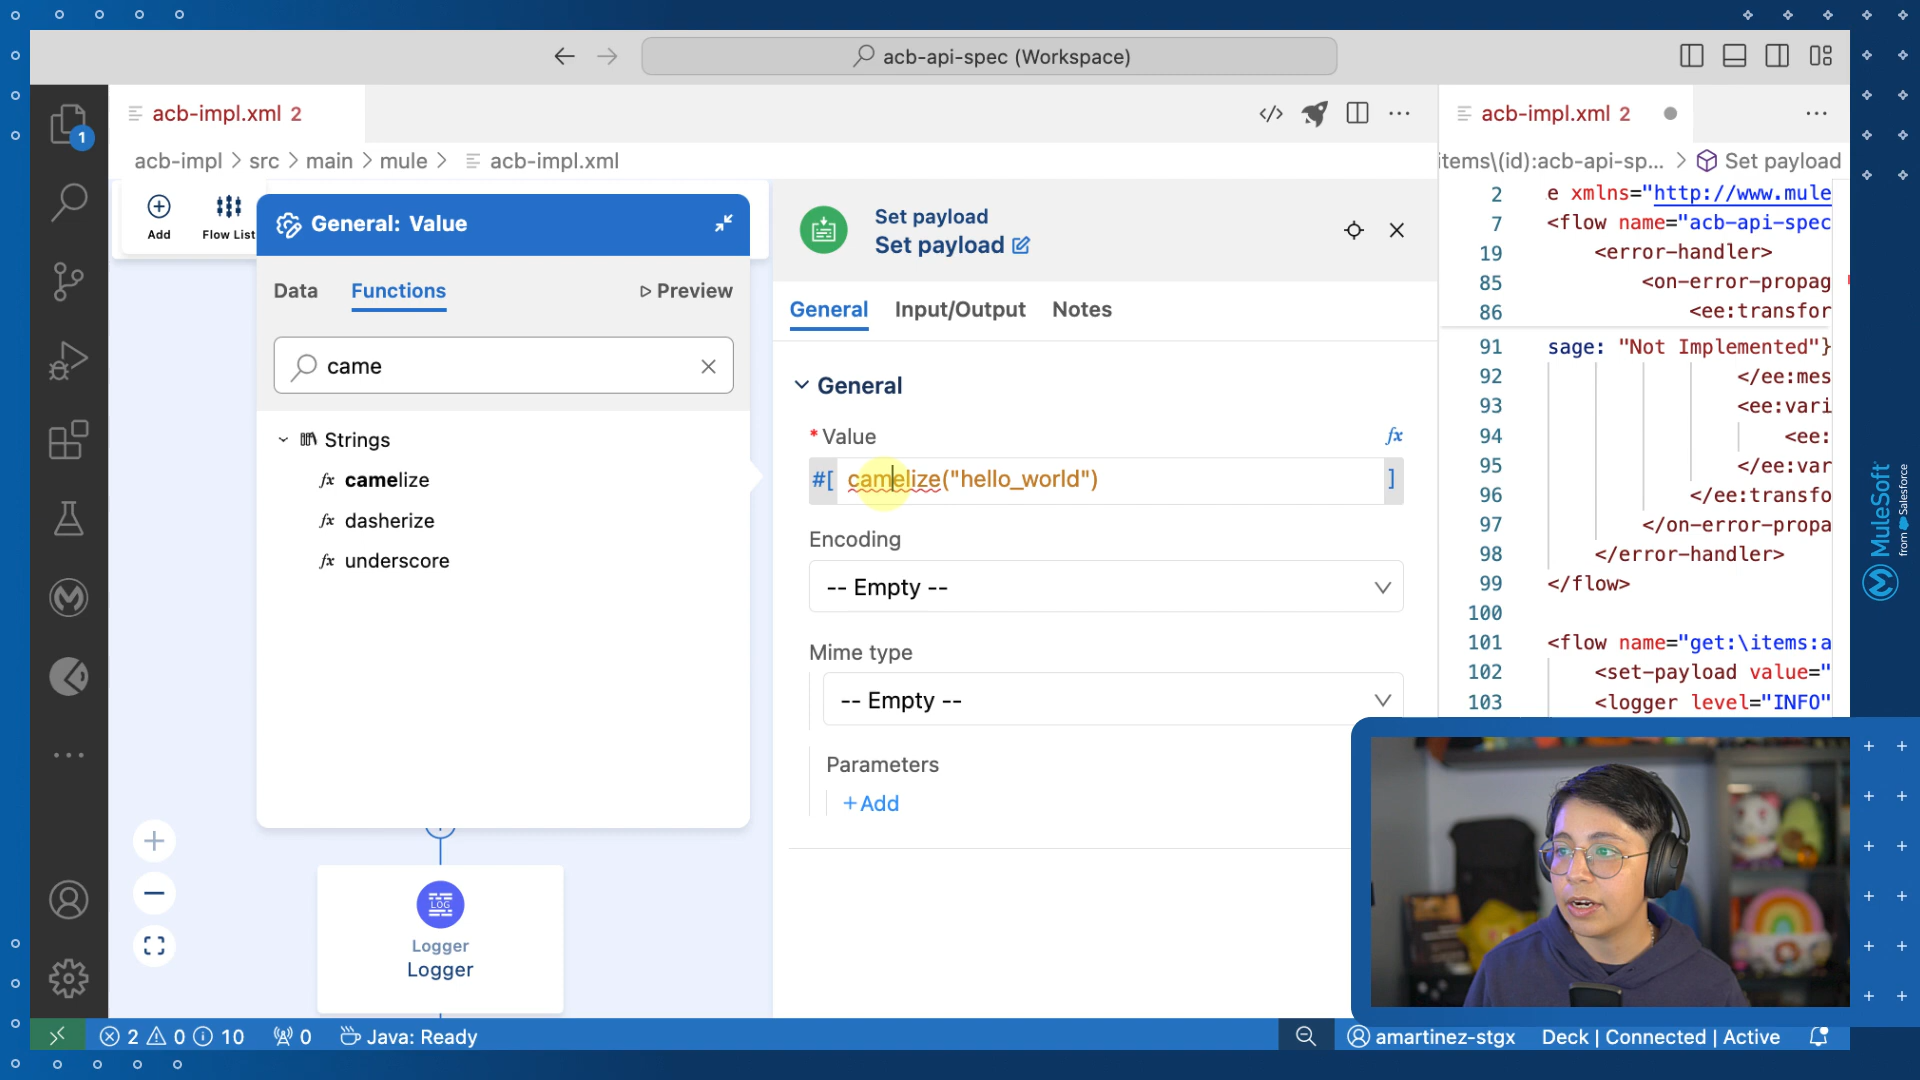 acb-api-spec (Workspace)
acb-impl.xml 2
acb-impl.xml 2
acb-impl > src > main > mule > acb-impl.xml
items\(id):acb-api-sp... > Set payload
1
Add
Flow List
General: Value
Data
Functions
Preview
came
Strings
camelize
dasherize
underscore
Logger
Logger
LOG
Set payload
Set payload
General
Input/Output
Notes
General
* Value
fx
#[ camelize("hello_world") ]
Encoding
-- Empty --
Mime type
-- Empty --
Parameters
+ Add
2 e xmlns="http://www.mule
7 <flow name="acb-api-spec
19 <error-handler>
85 <on-error-propag
86 <ee:transfor
91 sage: "Not Implemented"}
92 </ee:mes
93 <ee:vari
94 <ee:
95 </ee:var
96 </ee:transfo
97 </on-error-propa
98 </error-handler>
99 </flow>
100
101 <flow name="get:\items:a
102 <set-payload value="
103 <logger level="INFO"
MuleSoft
from Salesforce
2 0 10 0 Java: Ready
amartinez-stgx Deck | Connected | Active